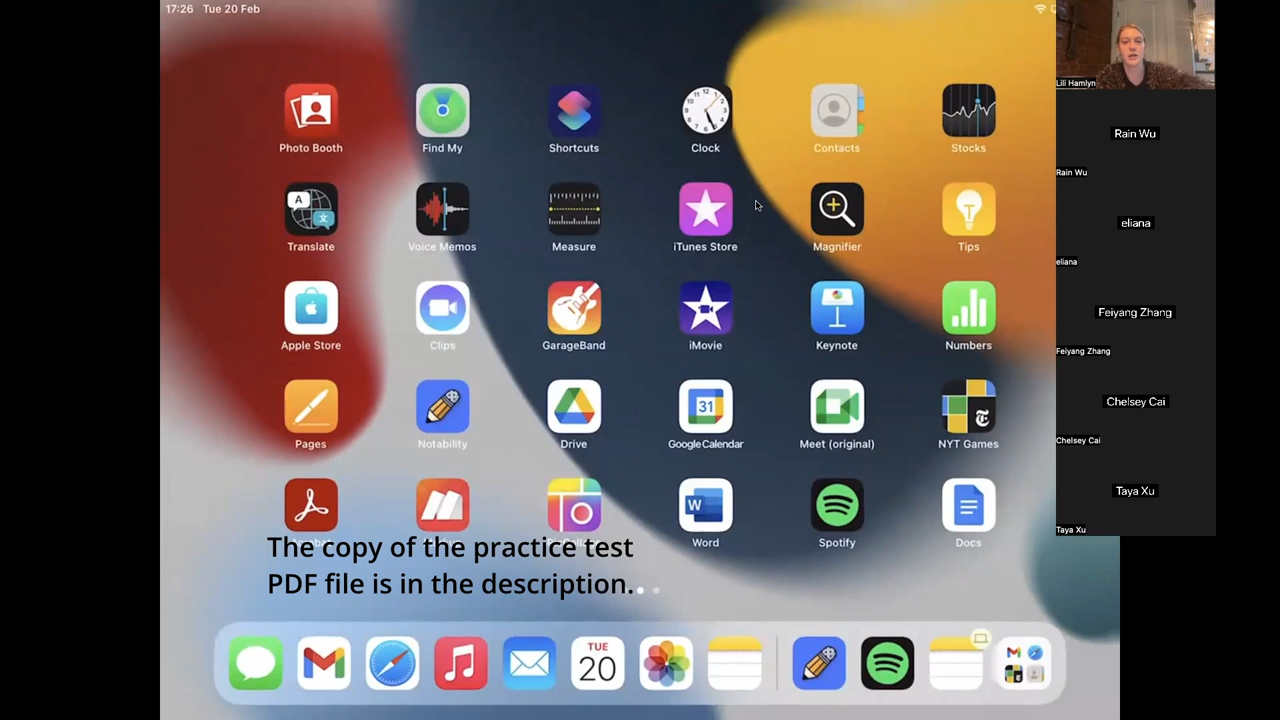 17:26 Tue 20 Feb
Photo Booth
Find My
Shortcuts
Clock
Contacts
Stocks
Translate
Voice Memos
Measure
iTunes Store
Magnifier
Tips
Apple Store
Clips
GarageBand
iMovie
Keynote
Numbers
Pages
Notability
Drive
31
Google Calendar
Meet (original)
NYT Games
Word
Spotify
Docs
The copy of the practice test
PDF file is in the description.
TUE
20
Lili Hamlyn
Rain Wu
Rain Wu
eliana
eliana
Feiyang Zhang
Feiyang Zhang
Chelsey Cai
Chelsey Cai
Taya Xu
Taya Xu